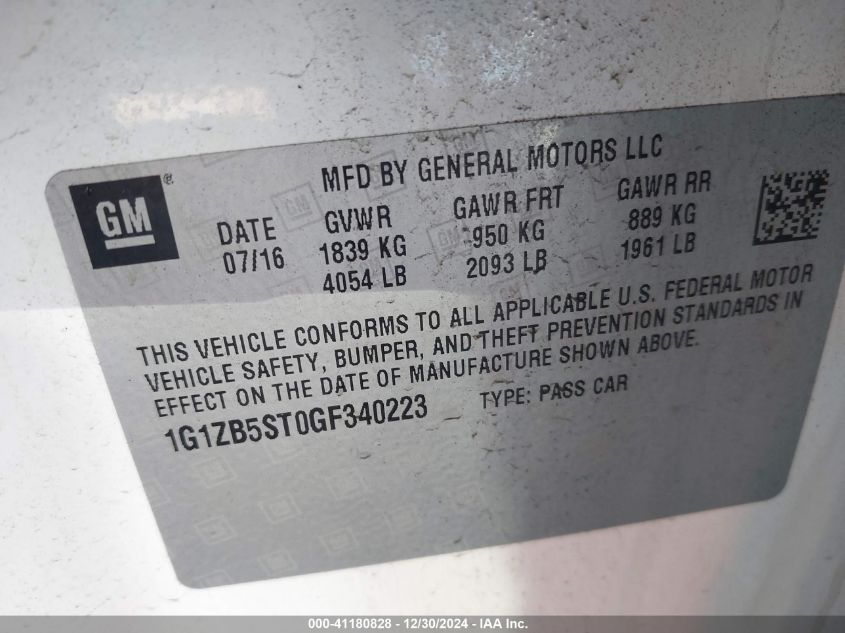 MFD BY GENERAL MOTORS LLC
GM®
DATE GVWR GAWR FRT GAWR RR
07/16 1839 KG 950 KG 889 KG
4054 LB 2093 LB 1961 LB
THIS VEHICLE CONFORMS TO ALL APPLICABLE U.S. FEDERAL MOTOR
VEHICLE SAFETY, BUMPER, AND THEFT PREVENTION STANDARDS IN
EFFECT ON THE DATE OF MANUFACTURE SHOWN ABOVE.
1G1ZB5ST0GF340223 TYPE: PASS CAR
000-41180828 - 12/30/2024 - IAA Inc.